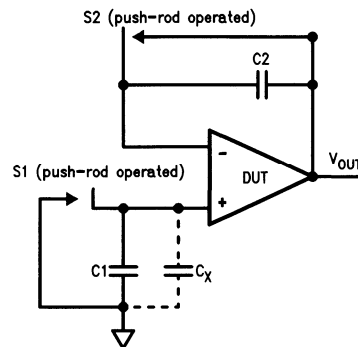 S2 (push-rod operated)
C2
-
DUT
VOUT
S1 (push-rod operated)
+
C1
CX